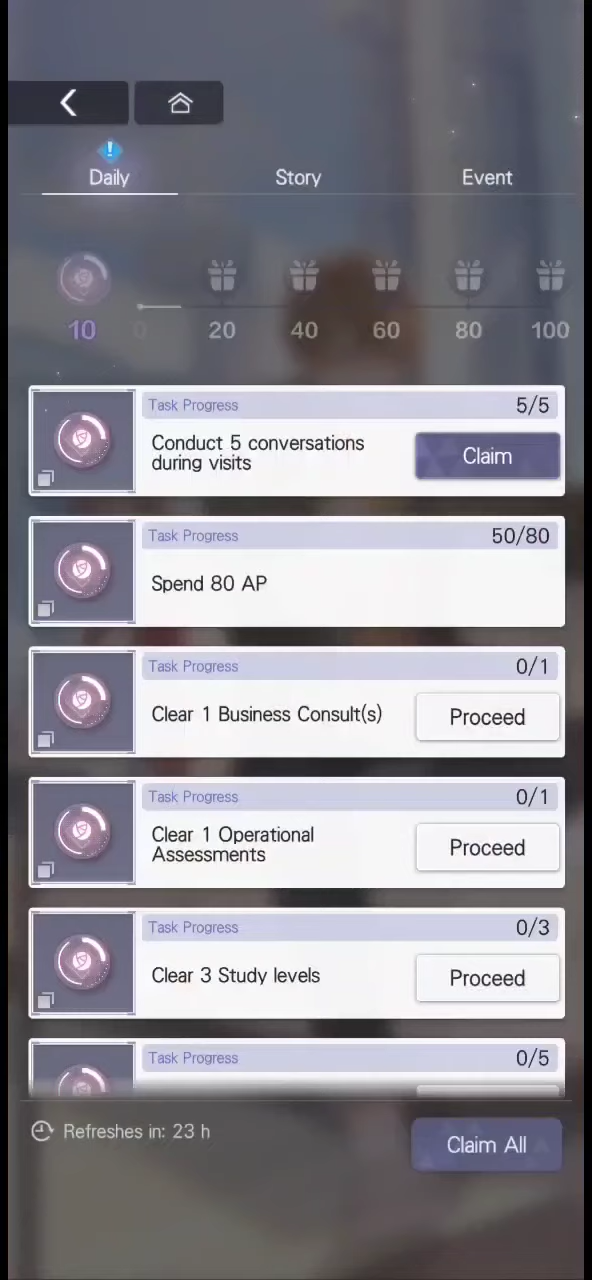 !
Daily
Story
Event
10
0
20
40
60
80
100
Task Progress
5/5
Conduct 5 conversations
during visits
Claim
Task Progress
50/80
Spend 80 AP
Task Progress
0/1
Clear 1 Business Consult(s)
Proceed
Task Progress
0/1
Clear 1 Operational
Assessments
Proceed
Task Progress
0/3
Clear 3 Study levels
Proceed
Task Progress
0/5
Refreshes in: 23 h
Claim All